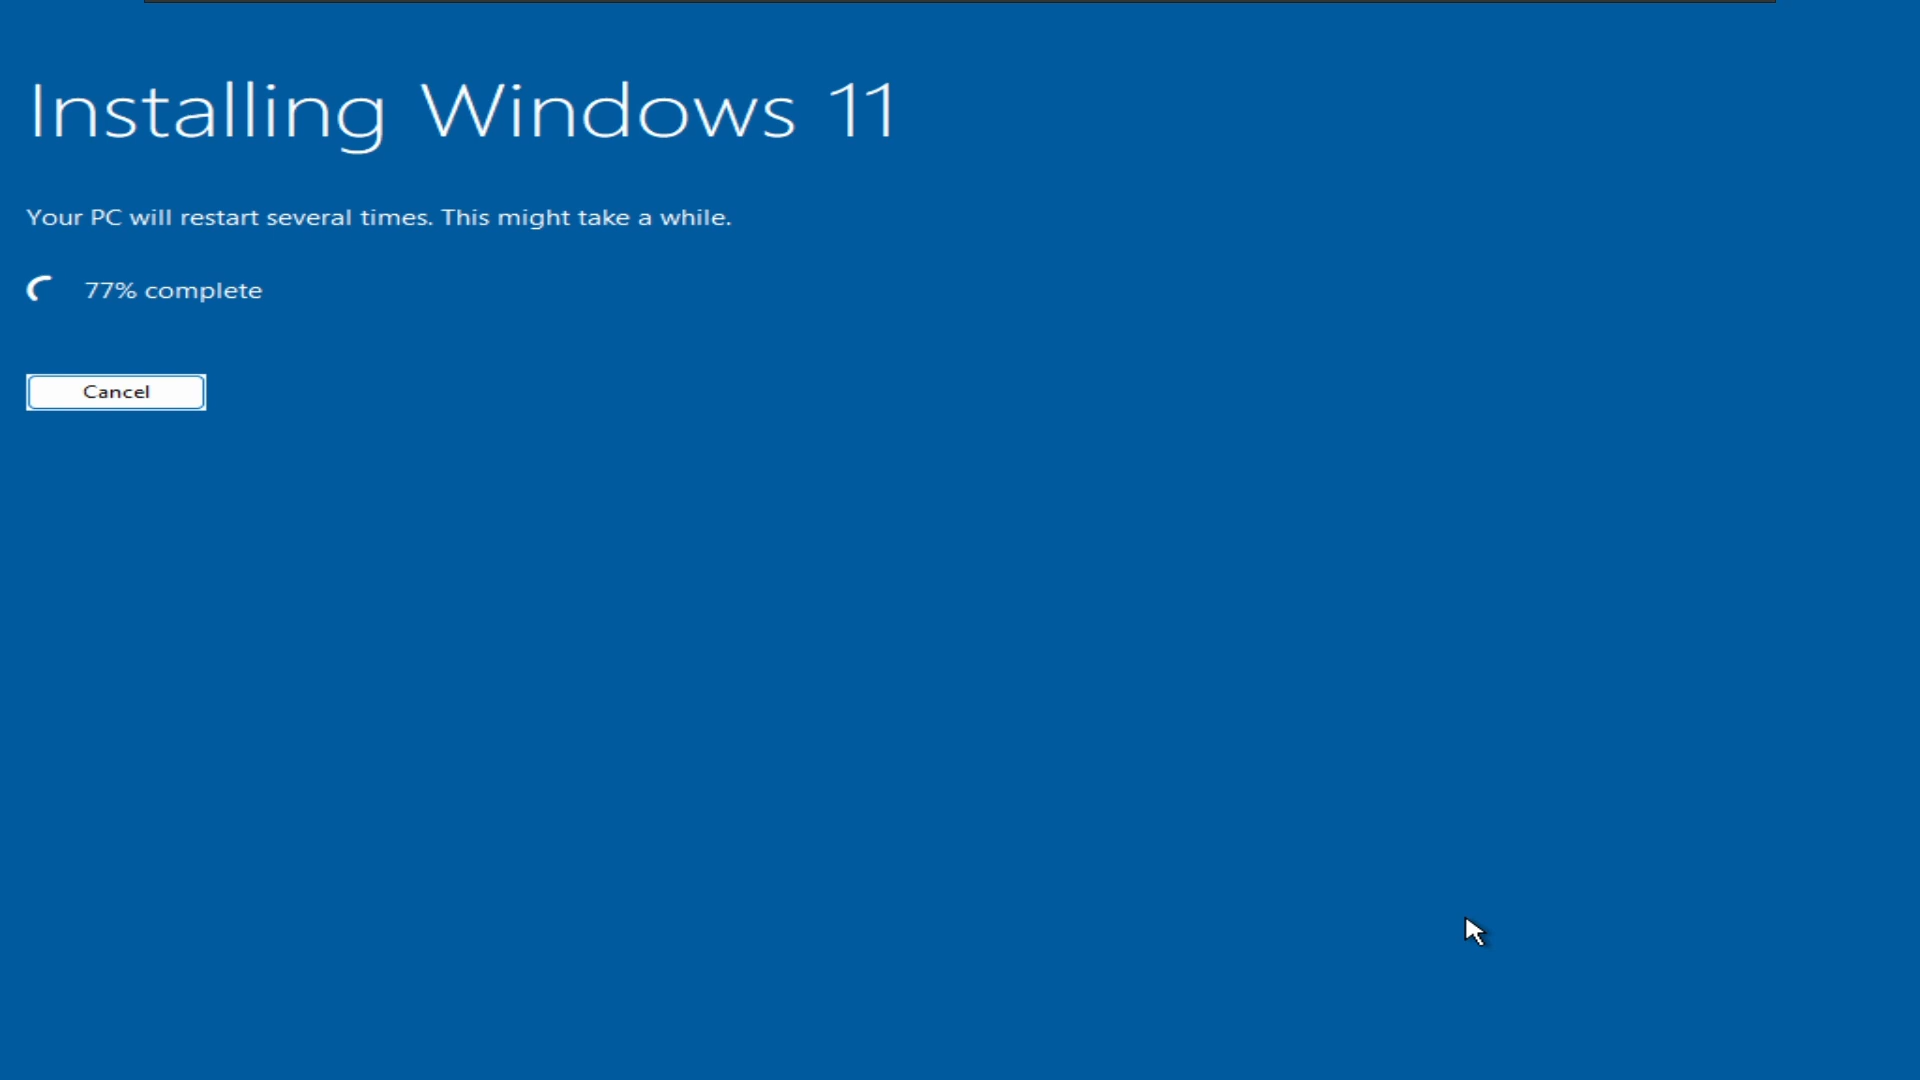 Installing Windows 11
Your PC will restart several times. This might take a while.
77% complete
Cancel